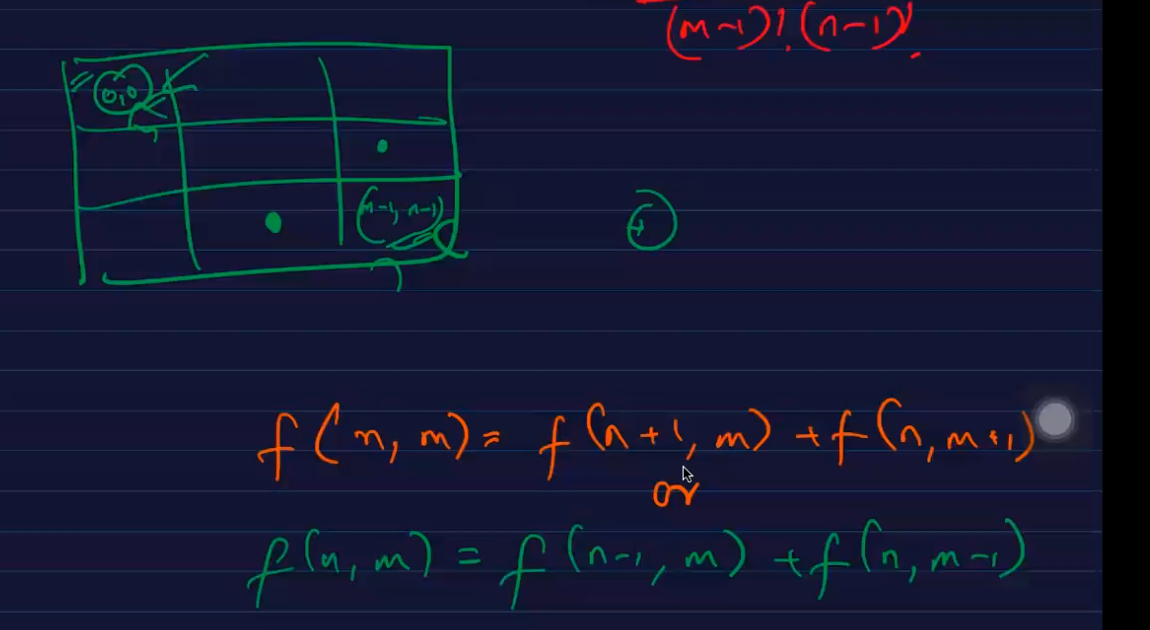 (m-1)! (n-1)!
0,0
(m-1, n-1)
f(n, m) = f(n+1, m) + f(n, m+1)
or
f(n, m) = f(n-1, m) + f(n, m-1)